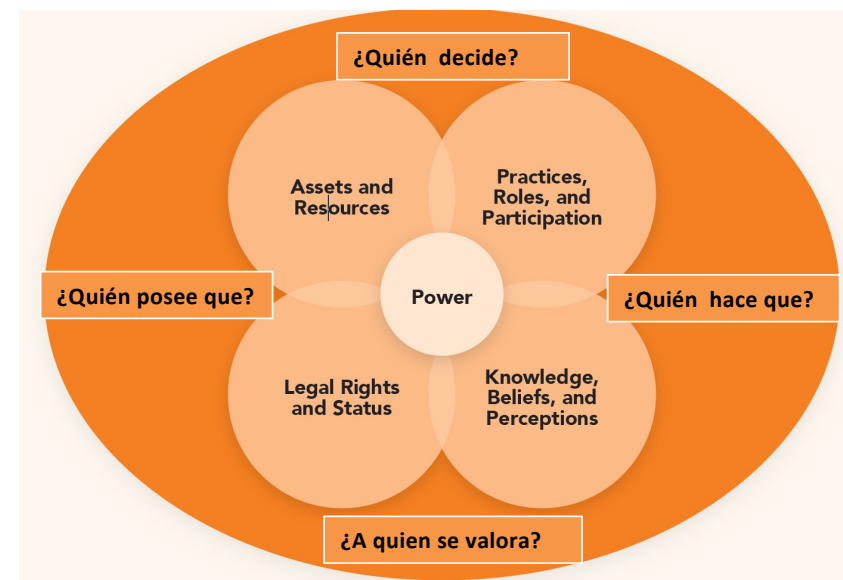 ¿Quién decide?
Assets and
Resources
Practices,
Roles, and
Participation
¿Quién posee que?
Power
¿Quién hace que?
Legal Rights
and Status
Knowledge,
Beliefs, and
Perceptions
¿A quien se valora?